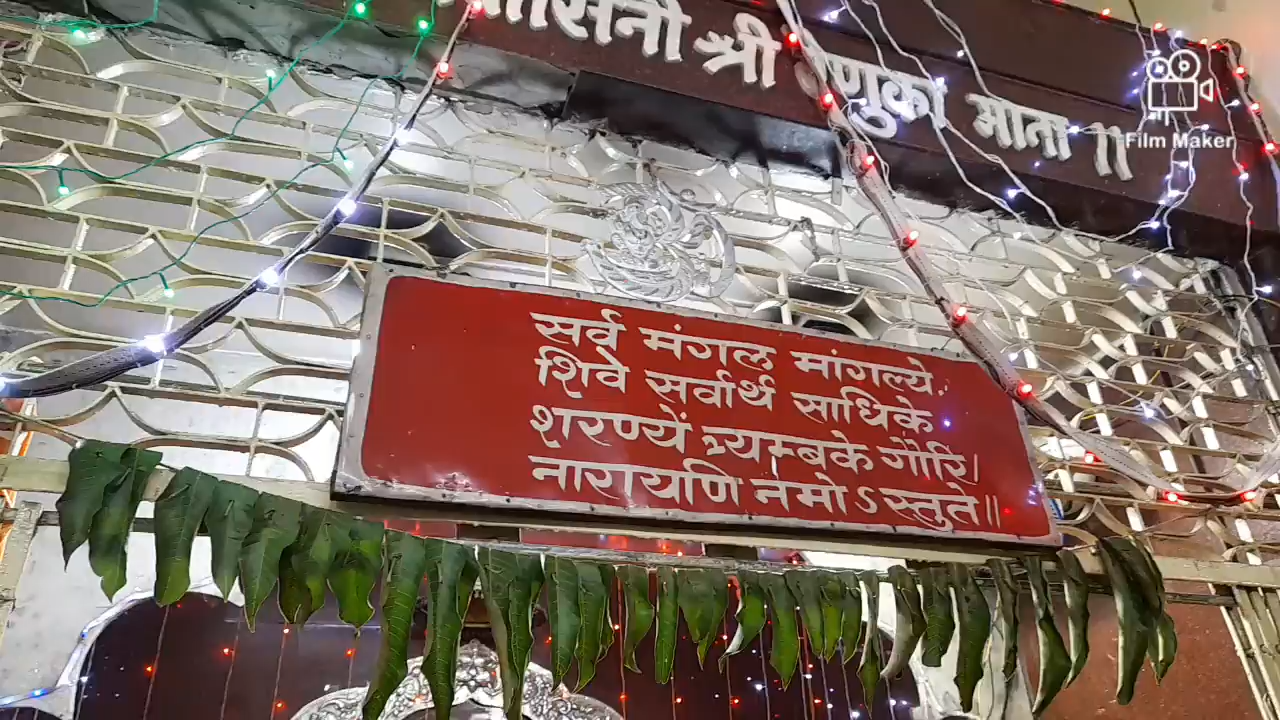 श्री रेणुका माता ॥
Film Maker
सर्व मंगल मांगल्ये.
शिवे सर्वार्थ साधिके
शरण्यें त्र्यम्बके गौरि।
नारायणि नमोऽस्तुते॥